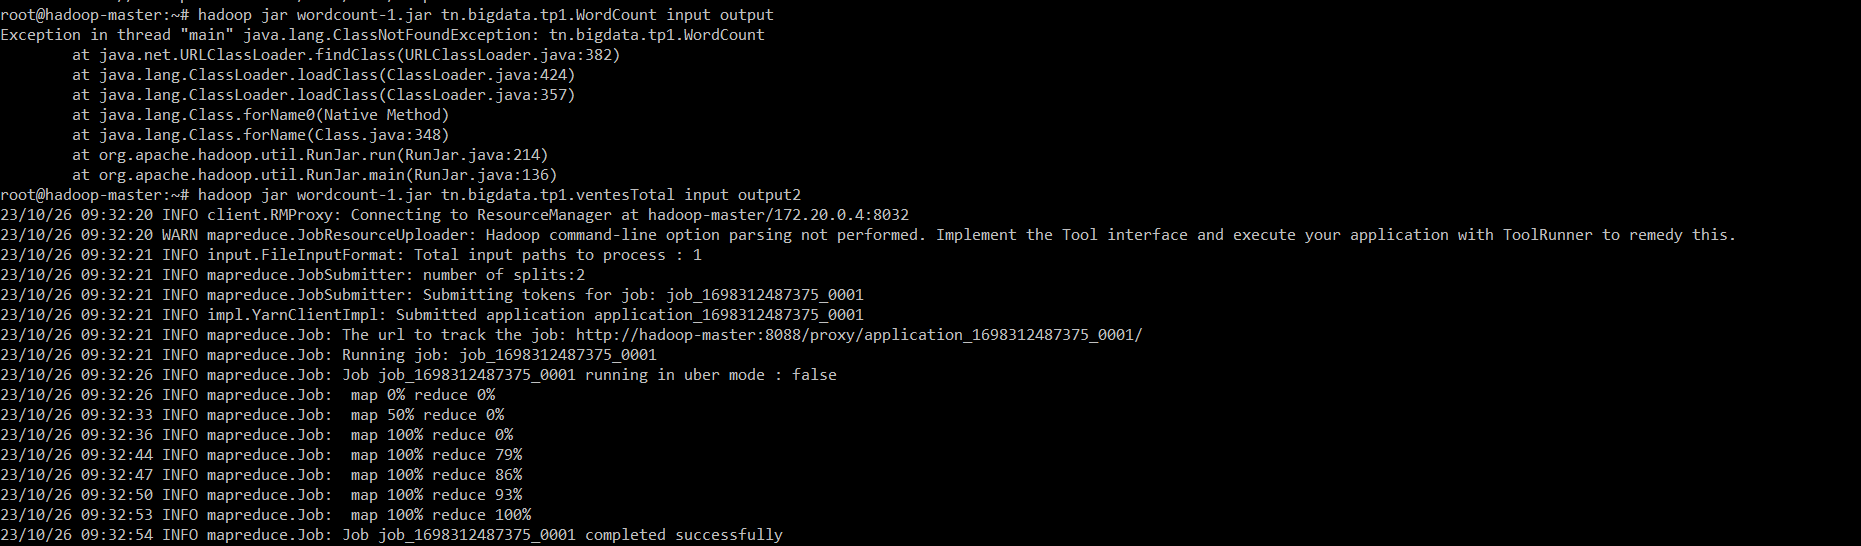 root@hadoop-master:~# hadoop jar wordcount-1.jar tn.bigdata.tp1.WordCount input output
Exception in thread "main" java.lang.ClassNotFoundException: tn.bigdata.tp1.WordCount
        at java.net.URLClassLoader.findClass(URLClassLoader.java:382)
        at java.lang.ClassLoader.loadClass(ClassLoader.java:424)
        at java.lang.ClassLoader.loadClass(ClassLoader.java:357)
        at java.lang.Class.forName0(Native Method)
        at java.lang.Class.forName(Class.java:348)
        at org.apache.hadoop.util.RunJar.run(RunJar.java:214)
        at org.apache.hadoop.util.RunJar.main(RunJar.java:136)
root@hadoop-master:~# hadoop jar wordcount-1.jar tn.bigdata.tp1.ventesTotal input output2
23/10/26 09:32:20 INFO client.RMProxy: Connecting to ResourceManager at hadoop-master/172.20.0.4:8032
23/10/26 09:32:20 WARN mapreduce.JobResourceUploader: Hadoop command-line option parsing not performed. Implement the Tool interface and execute your application with ToolRunner to remedy this.
23/10/26 09:32:21 INFO input.FileInputFormat: Total input paths to process : 1
23/10/26 09:32:21 INFO mapreduce.JobSubmitter: number of splits:2
23/10/26 09:32:21 INFO mapreduce.JobSubmitter: Submitting tokens for job: job_1698312487375_0001
23/10/26 09:32:21 INFO impl.YarnClientImpl: Submitted application application_1698312487375_0001
23/10/26 09:32:21 INFO mapreduce.Job: The url to track the job: http://hadoop-master:8088/proxy/application_1698312487375_0001/
23/10/26 09:32:21 INFO mapreduce.Job: Running job: job_1698312487375_0001
23/10/26 09:32:26 INFO mapreduce.Job: Job job_1698312487375_0001 running in uber mode : false
23/10/26 09:32:26 INFO mapreduce.Job:  map 0% reduce 0%
23/10/26 09:32:33 INFO mapreduce.Job:  map 50% reduce 0%
23/10/26 09:32:36 INFO mapreduce.Job:  map 100% reduce 0%
23/10/26 09:32:44 INFO mapreduce.Job:  map 100% reduce 79%
23/10/26 09:32:47 INFO mapreduce.Job:  map 100% reduce 86%
23/10/26 09:32:50 INFO mapreduce.Job:  map 100% reduce 93%
23/10/26 09:32:53 INFO mapreduce.Job:  map 100% reduce 100%
23/10/26 09:32:54 INFO mapreduce.Job: Job job_1698312487375_0001 completed successfully